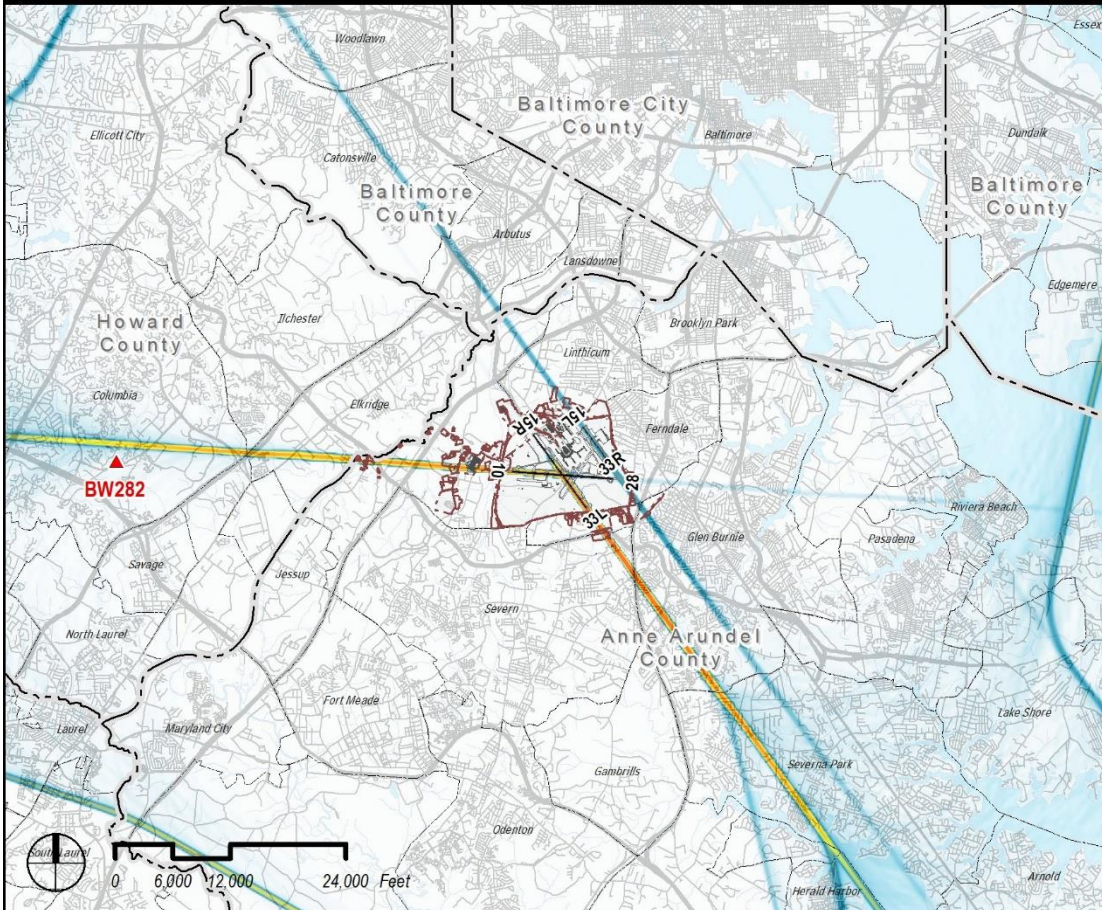 Woodlawn
Essex
Baltimore City
County
Ellicott City
Baltimore
Dundalk
Catonsville
Baltimore
County
Baltimore
County
Arbutus
Lansdowne
Edgemere
Ilchester
Brooklyn Park
Howard
County
Linthicum
Columbia
Elkridge
15R
15L
Ferndale
33R
10
28
BW282
33L
Riviera Beach
Glen Burnie
Pasadena
Savage
Jessup
Severn
North Laurel
Anne Arundel
County
Fort Meade
Lake Shore
Laurel
Maryland City
Severna Park
Gambrills
Odenton
South Laurel
Arnold
0 6,000 12,000 24,000 Feet
Herald Harbor